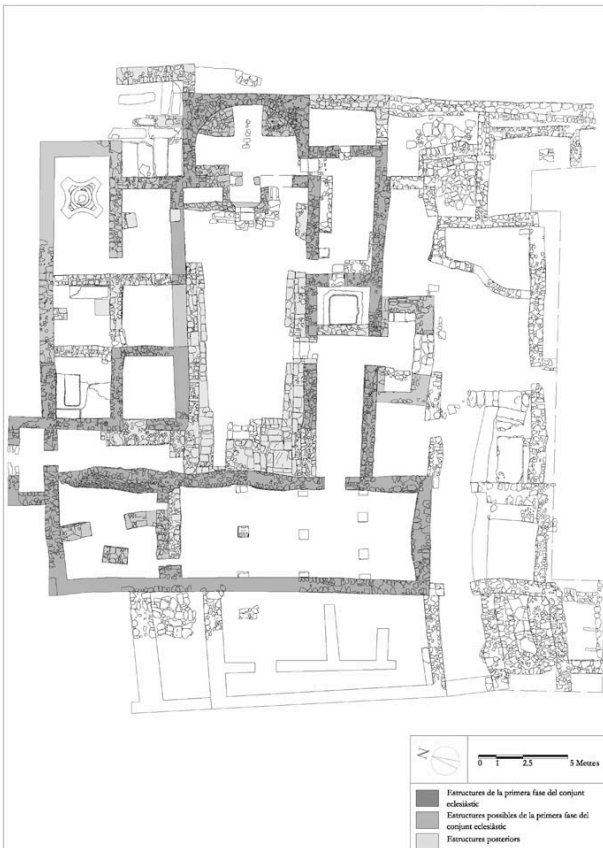 N
0 1 2.5 5 Metres
Estructures de la primera fase del conjunt
eclesiàstic
Estructures possibles de la primera fase del
conjunt eclesiàstic
Estructures posteriors